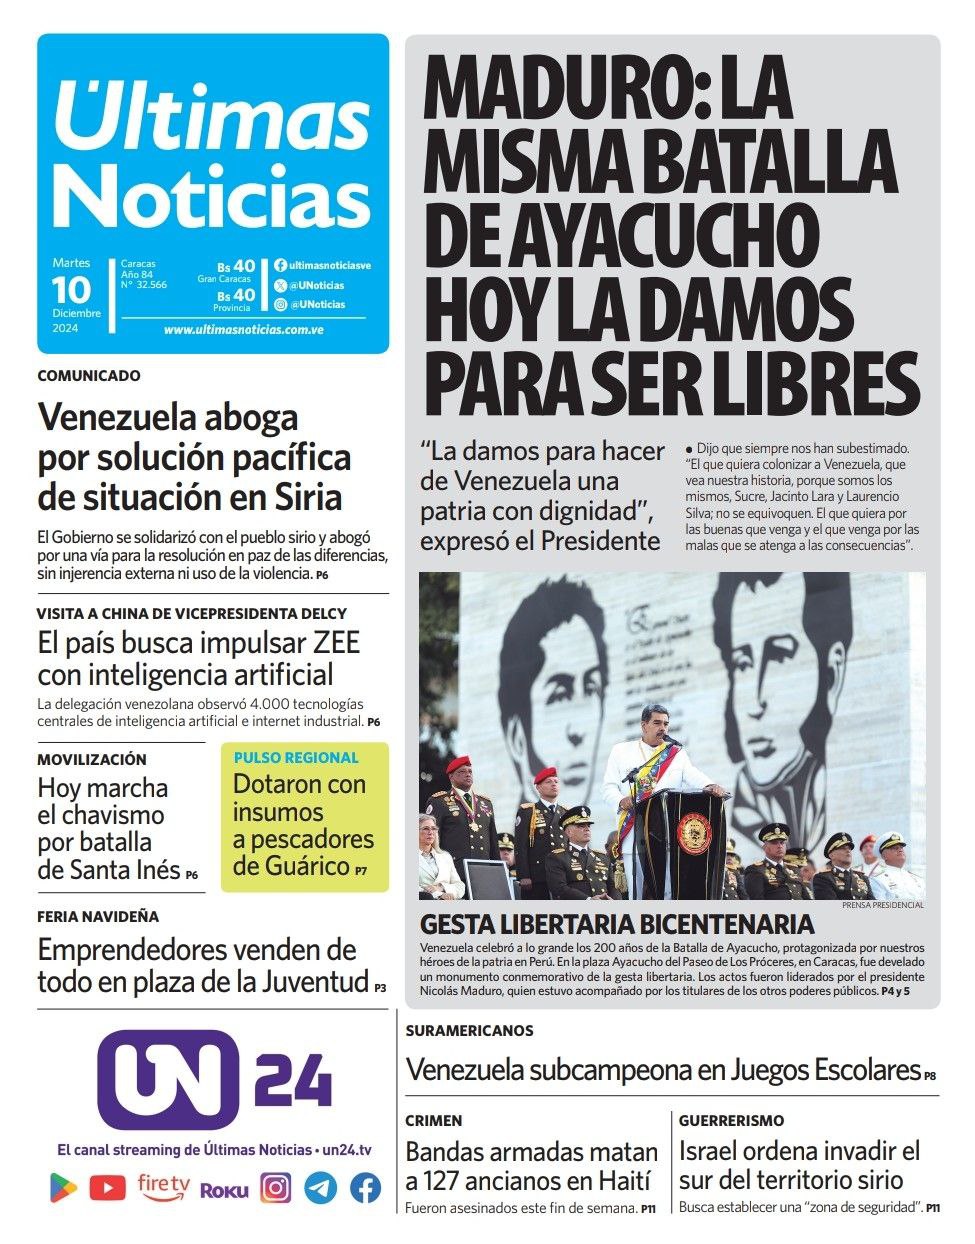 Últimas
Noticias
Martes
10
Diciembre
2024
Caracas
Año 84
N° 32.566
Bs 40
Gran Caracas
Bs 40
Provincia
ultimasnoticiasve
@UNoticias
@UNoticias
www.ultimasnoticias.com.ve
MADURO: LA
MISMA BATALLA
DE AYACUCHO
HOY LA DAMOS
PARA SER LIBRES
“La damos para hacer
de Venezuela una
patria con dignidad”,
expresó el Presidente
● Dijo que siempre nos han subestimado.
“El que quiera colonizar a Venezuela, que
vea nuestra historia, porque somos los
mismos, Sucre, Jacinto Lara y Laurencio
Silva; no se equivoquen. El que quiera por
las buenas que venga y el que venga por las
malas que se atenga a las consecuencias”.
PRENSA PRESIDENCIAL
GESTA LIBERTARIA BICENTENARIA
Venezuela celebró a lo grande los 200 años de la Batalla de Ayacucho, protagonizada por nuestros
héroes de la patria en Perú. En la plaza Ayacucho del Paseo de Los Próceres, en Caracas, fue develado
un monumento conmemorativo de la gesta libertaria. Los actos fueron liderados por el presidente
Nicolás Maduro, quien estuvo acompañado por los titulares de los otros poderes públicos. P4 y 5
COMUNICADO
Venezuela aboga
por solución pacífica
de situación en Siria
El Gobierno se solidarizó con el pueblo sirio y abogó
por una vía para la resolución en paz de las diferencias,
sin injerencia externa ni uso de la violencia. P6
VISITA A CHINA DE VICEPRESIDENTA DELCY
El país busca impulsar ZEE
con inteligencia artificial
La delegación venezolana observó 4.000 tecnologías
centrales de inteligencia artificial e internet industrial. P6
MOVILIZACIÓN
Hoy marcha
el chavismo
por batalla
de Santa Inés P6
PULSO REGIONAL
Dotaron con
insumos
a pescadores
de Guárico P7
FERIA NAVIDEÑA
Emprendedores venden de
todo en plaza de la Juventud P3
UN 24
El canal streaming de Últimas Noticias • un24.tv
fire tv
Roku
SURAMERICANOS
Venezuela subcampeona en Juegos Escolares P8
CRIMEN
Bandas armadas matan
a 127 ancianos en Haití
Fueron asesinados este fin de semana. P11
GUERRERISMO
Israel ordena invadir el
sur del territorio sirio
Busca establecer una “zona de seguridad”. P11